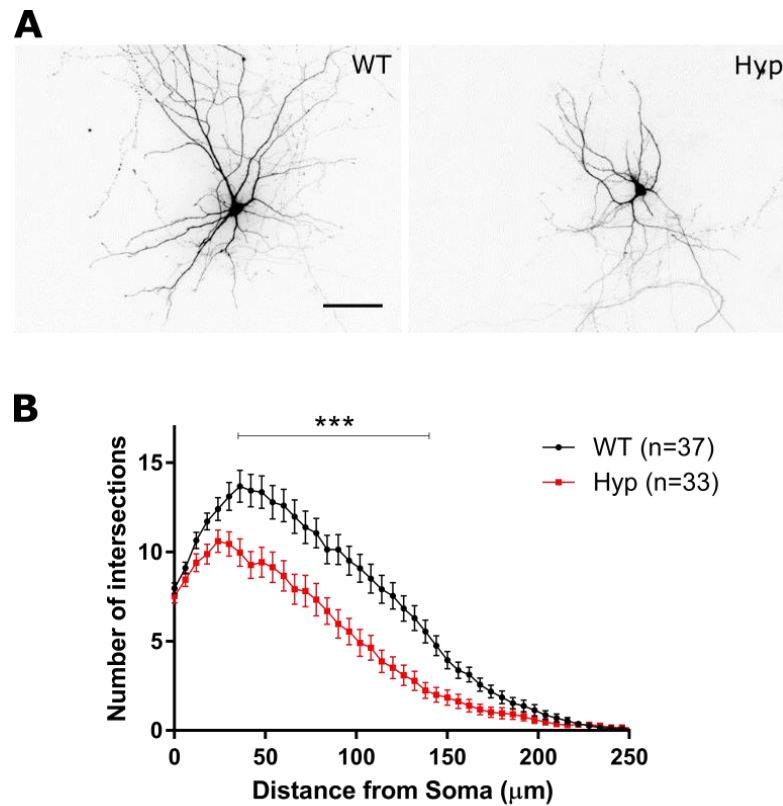 A
WT
Hyp
B
***
WT (n=37)
Hyp (n=33)
Number of intersections
15
10
5
0
0 50 100 150 200 250
Distance from Soma (μm)